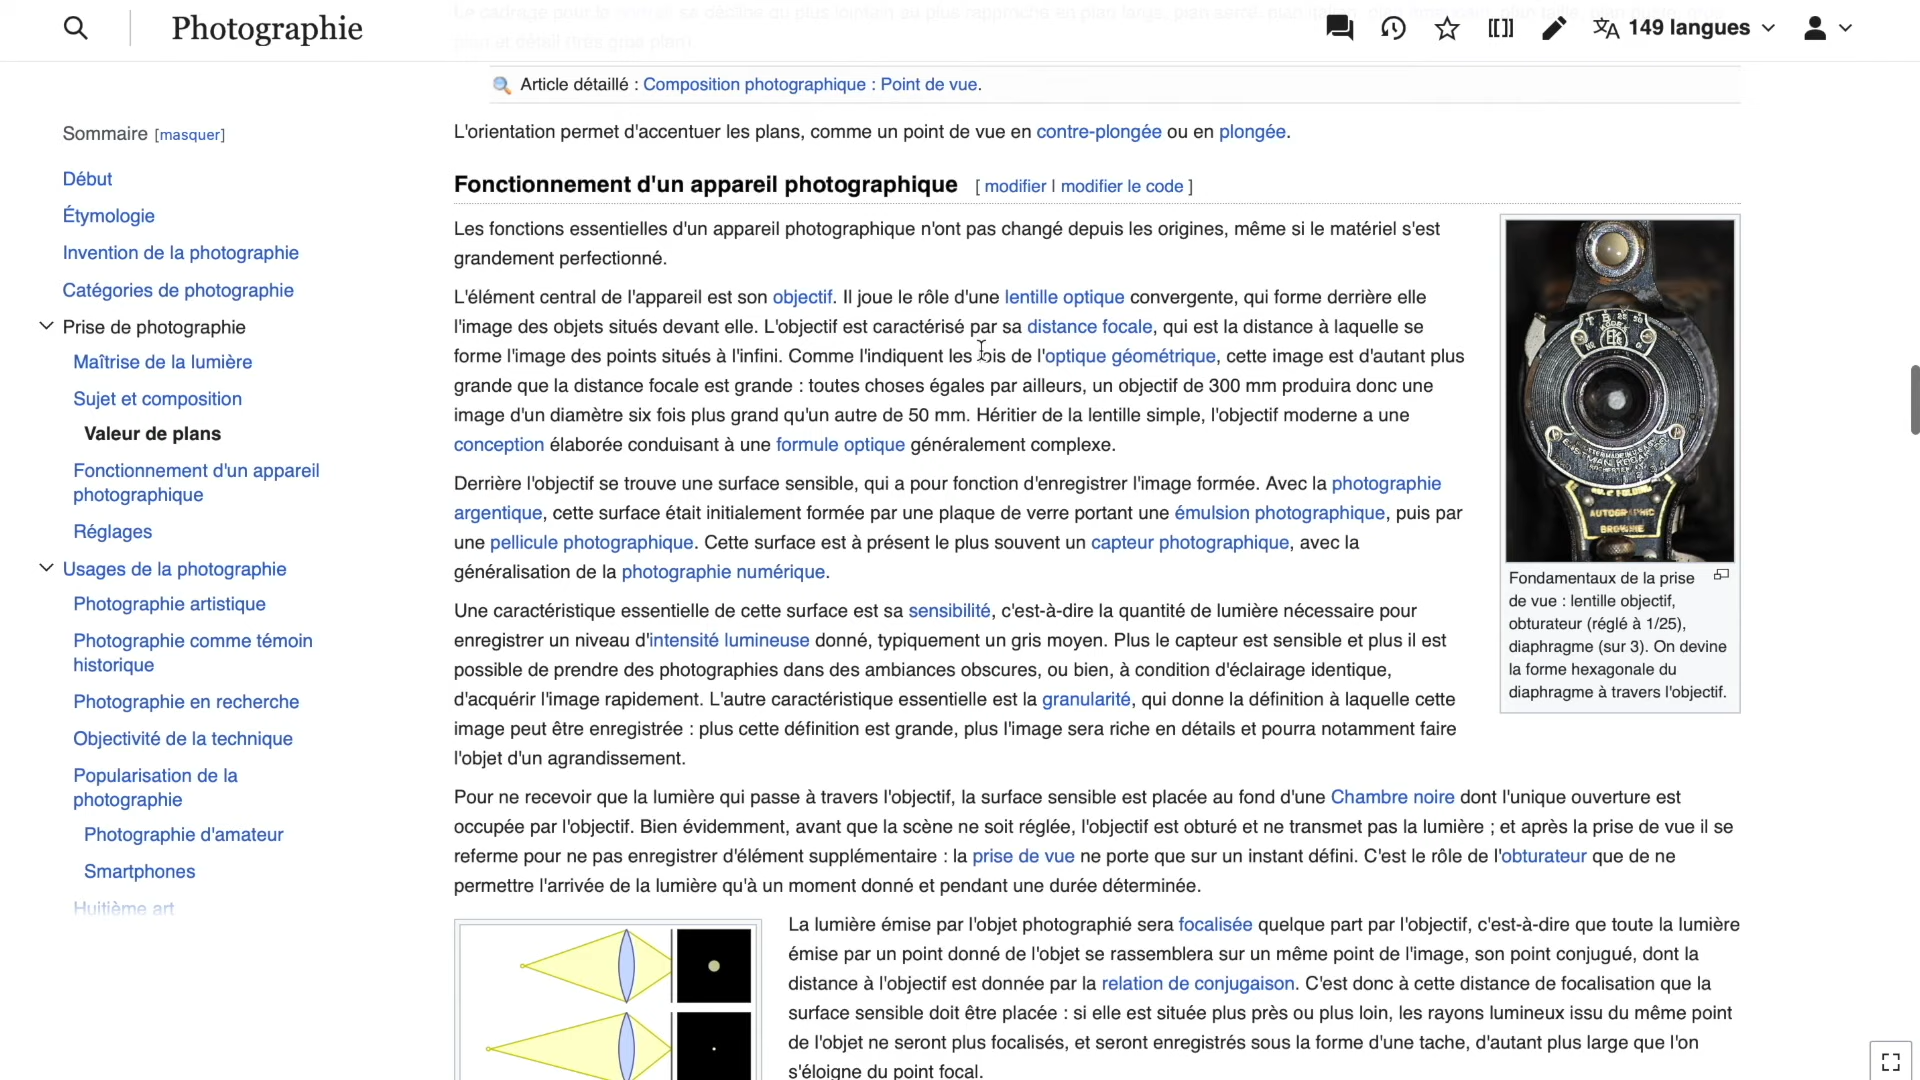 Photographie
149 langues
Article détaillé : Composition photographique : Point de vue.
L'orientation permet d'accentuer les plans, comme un point de vue en contre-plongée ou en plongée.
Sommaire [masquer]
Début
Étymologie
Invention de la photographie
Catégories de photographie
Prise de photographie
Maîtrise de la lumière
Sujet et composition
Valeur de plans
Fonctionnement d'un appareil
photographique
Réglages
Usages de la photographie
Photographie artistique
Photographie comme témoin
historique
Photographie en recherche
Objectivité de la technique
Popularisation de la
photographie
Photographie d'amateur
Smartphones
Huitième art
Fonctionnement d'un appareil photographique [ modifier | modifier le code ]
Les fonctions essentielles d'un appareil photographique n'ont pas changé depuis les origines, même si le matériel s'est
grandement perfectionné.
L'élément central de l'appareil est son objectif. Il joue le rôle d'une lentille optique convergente, qui forme derrière elle
l'image des objets situés devant elle. L'objectif est caractérisé par sa distance focale, qui est la distance à laquelle se
forme l'image des points situés à l'infini. Comme l'indiquent les lois de l'optique géométrique, cette image est d'autant plus
grande que la distance focale est grande : toutes choses égales par ailleurs, un objectif de 300 mm produira donc une
image d'un diamètre six fois plus grand qu'un autre de 50 mm. Héritier de la lentille simple, l'objectif moderne a une
conception élaborée conduisant à une formule optique généralement complexe.
Derrière l'objectif se trouve une surface sensible, qui a pour fonction d'enregistrer l'image formée. Avec la photographie
argentique, cette surface était initialement formée par une plaque de verre portant une émulsion photographique, puis par
une pellicule photographique. Cette surface est à présent le plus souvent un capteur photographique, avec la
généralisation de la photographie numérique.
Une caractéristique essentielle de cette surface est sa sensibilité, c'est-à-dire la quantité de lumière nécessaire pour
enregistrer un niveau d'intensité lumineuse donné, typiquement un gris moyen. Plus le capteur est sensible et plus il est
possible de prendre des photographies dans des ambiances obscures, ou bien, à condition d'éclairage identique,
d'acquérir l'image rapidement. L'autre caractéristique essentielle est la granularité, qui donne la définition à laquelle cette
image peut être enregistrée : plus cette définition est grande, plus l'image sera riche en détails et pourra notamment faire
l'objet d'un agrandissement.
Pour ne recevoir que la lumière qui passe à travers l'objectif, la surface sensible est placée au fond d'une Chambre noire dont l'unique ouverture est
occupée par l'objectif. Bien évidemment, avant que la scène ne soit réglée, l'objectif est obturé et ne transmet pas la lumière ; et après la prise de vue il se
referme pour ne pas enregistrer d'élément supplémentaire : la prise de vue ne porte que sur un instant défini. C'est le rôle de l'obturateur que de ne
permettre l'arrivée de la lumière qu'à un moment donné et pendant une durée déterminée.
La lumière émise par l'objet photographié sera focalisée quelque part par l'objectif, c'est-à-dire que toute la lumière
émise par un point donné de l'objet se rassemblera sur un même point de l'image, son point conjugué, dont la
distance à l'objectif est donnée par la relation de conjugaison. C'est donc à cette distance de focalisation que la
surface sensible doit être placée : si elle est située plus près ou plus loin, les rayons lumineux issu du même point
de l'objet ne seront plus focalisés, et seront enregistrés sous la forme d'une tache, d'autant plus large que l'on
s'éloigne du point focal.
AUTOGRAPHIC
BROWNIE
Fondamentaux de la prise
de vue : lentille objectif,
obturateur (réglé à 1/25),
diaphragme (sur 3). On devine
la forme hexagonale du
diaphragme à travers l'objectif.